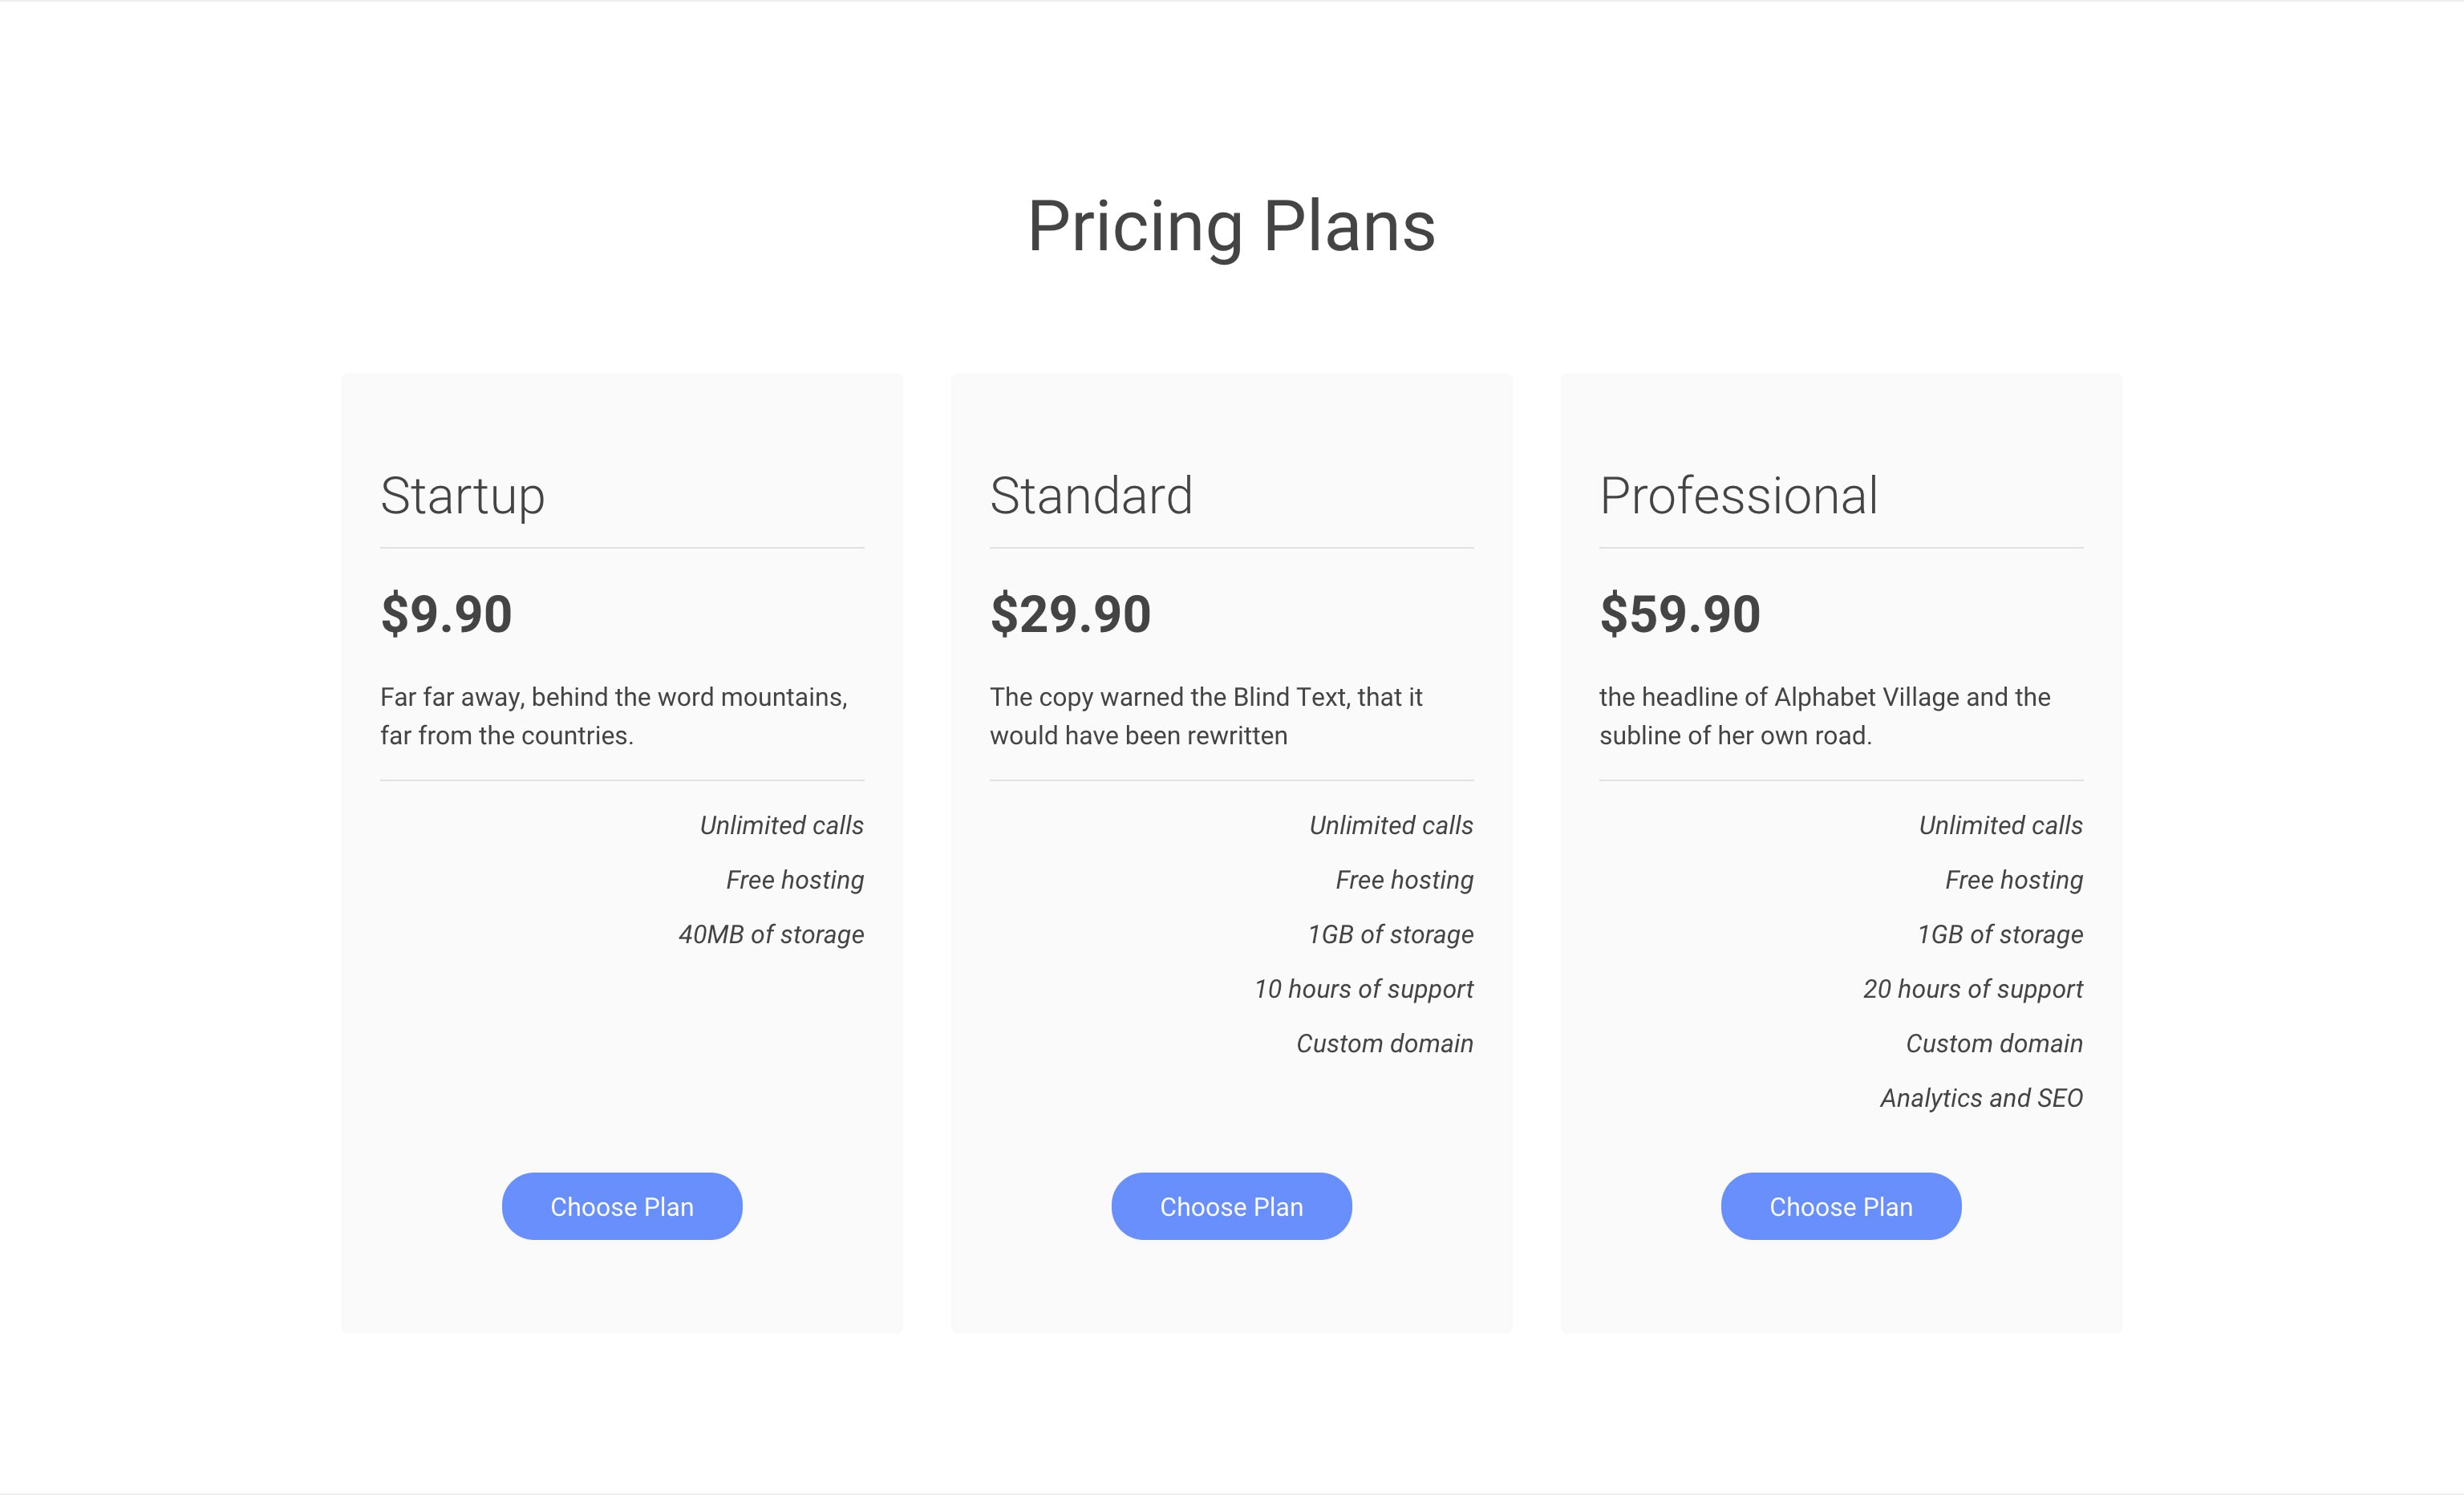 Pricing Plans
Startup
$9.90
Far far away, behind the word mountains,
far from the countries.
Unlimited calls
Free hosting
40MB of storage
Choose Plan
Standard
$29.90
The copy warned the Blind Text, that it
would have been rewritten
Unlimited calls
Free hosting
1GB of storage
10 hours of support
Custom domain
Choose Plan
Professional
$59.90
the headline of Alphabet Village and the
subline of her own road.
Unlimited calls
Free hosting
1GB of storage
20 hours of support
Custom domain
Analytics and SEO
Choose Plan